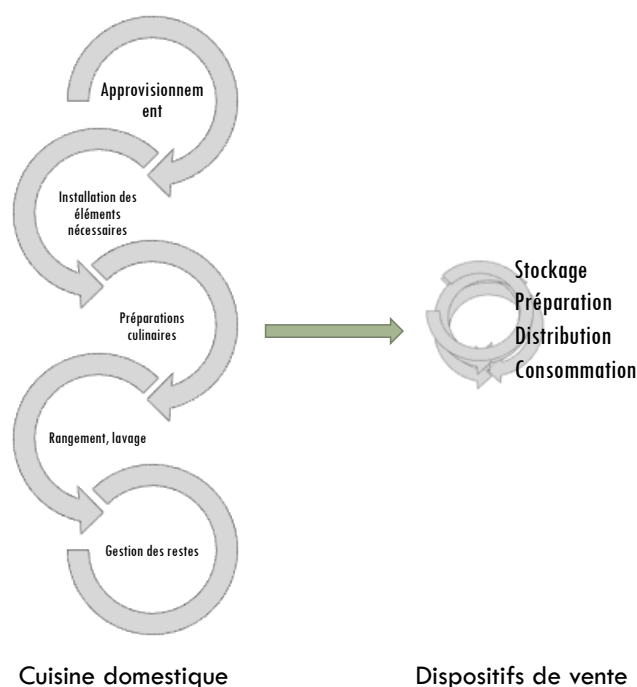 Approvisionnem
ent
Installation des
éléments
nécessaires
Préparations
culinaires
Rangement, lavage
Gestion des restes
Stockage
Préparation
Distribution
Consommation
Cuisine domestique
Dispositifs de vente